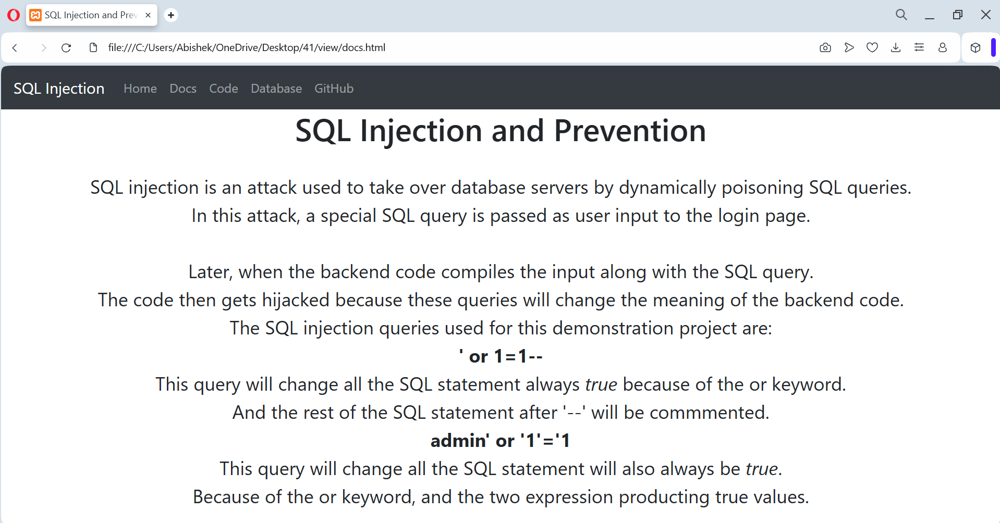 SQL Injection and Prev
file:///C:/Users/Abishek/OneDrive/Desktop/41/view/docs.html
SQL Injection Home Docs Code Database GitHub
SQL Injection and Prevention
SQL injection is an attack used to take over database servers by dynamically poisoning SQL queries.
In this attack, a special SQL query is passed as user input to the login page.
Later, when the backend code compiles the input along with the SQL query.
The code then gets hijacked because these queries will change the meaning of the backend code.
The SQL injection queries used for this demonstration project are:
' or 1=1--
This query will change all the SQL statement always true because of the or keyword.
And the rest of the SQL statement after '--' will be commmented.
admin' or '1'='1
This query will change all the SQL statement will also always be true.
Because of the or keyword, and the two expression producting true values.